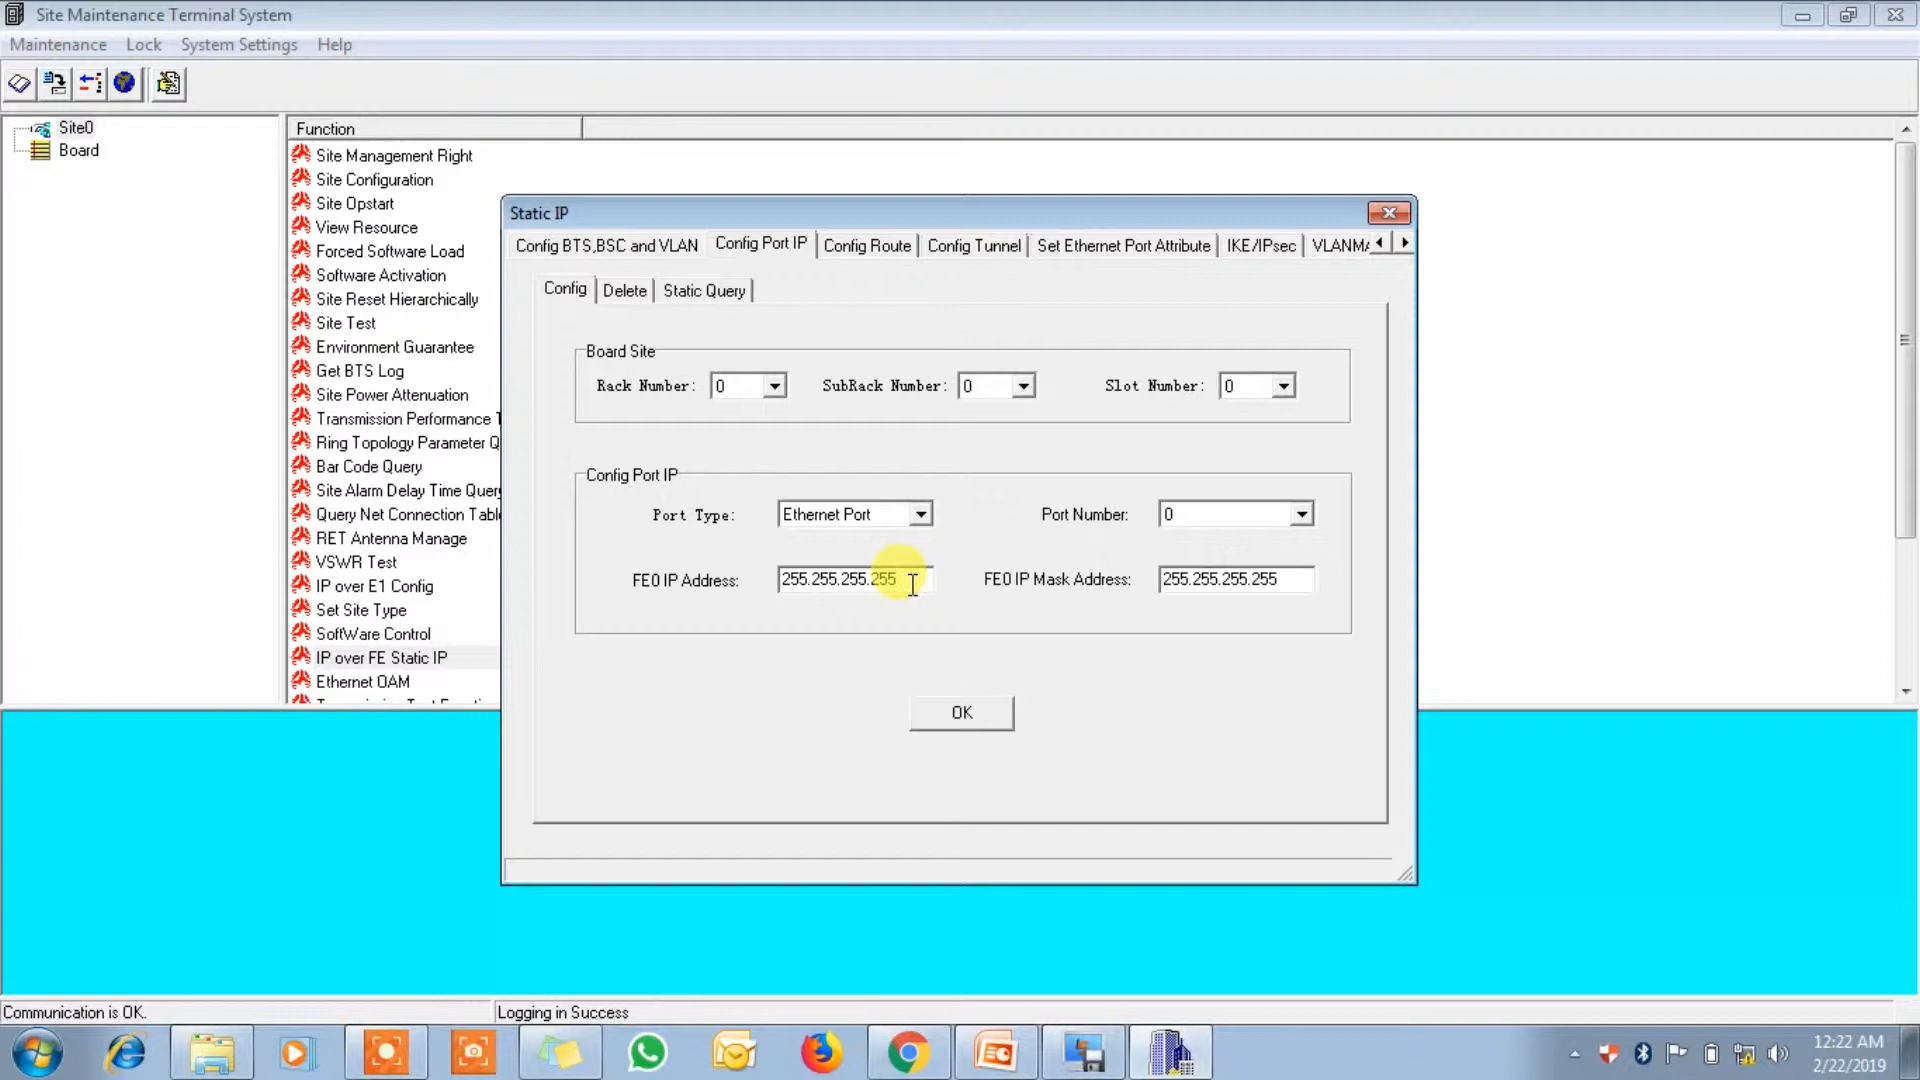 Site Maintenance Terminal System
Maintenance Lock System Settings Help
Site0
Board
Function
Site Management Right
Site Configuration
Site Opstart
View Resource
Forced Software Load
Software Activation
Site Reset Hierarchically
Site Test
Environment Guarantee
Get BTS Log
Site Power Attenuation
Transmission Performance T
Ring Topology Parameter Q
Bar Code Query
Site Alarm Delay Time Quer
Query Net Connection Table
RET Antenna Manage
VSWR Test
IP over E1 Config
Set Site Type
SoftWare Control
IP over FE Static IP
Ethernet OAM
Static IP
Config BTS,BSC and VLAN Config Port IP Config Route Config Tunnel Set Ethernet Port Attribute IKE/IPsec VLANMA
Config Delete Static Query
Board Site
Rack Number: 0 SubRack Number: 0 Slot Number: 0
Config Port IP
Port Type: Ethernet Port Port Number: 0
FE0 IP Address: 255.255.255.255 FE0 IP Mask Address: 255.255.255.255
OK
Communication is OK. Logging in Success
12:22 AM
2/22/2019